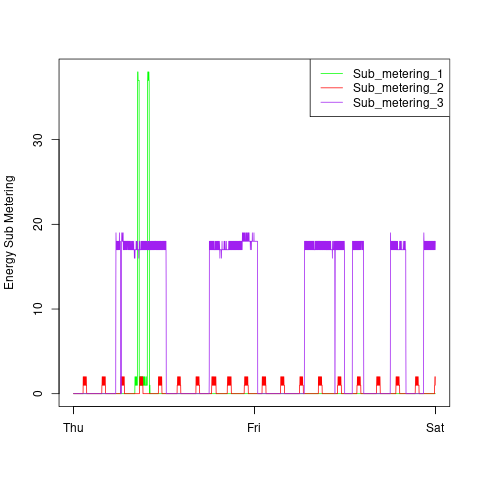 Sub_metering_1
Sub_metering_2
Sub_metering_3
Energy Sub Metering
30
20
10
0
Thu Fri Sat